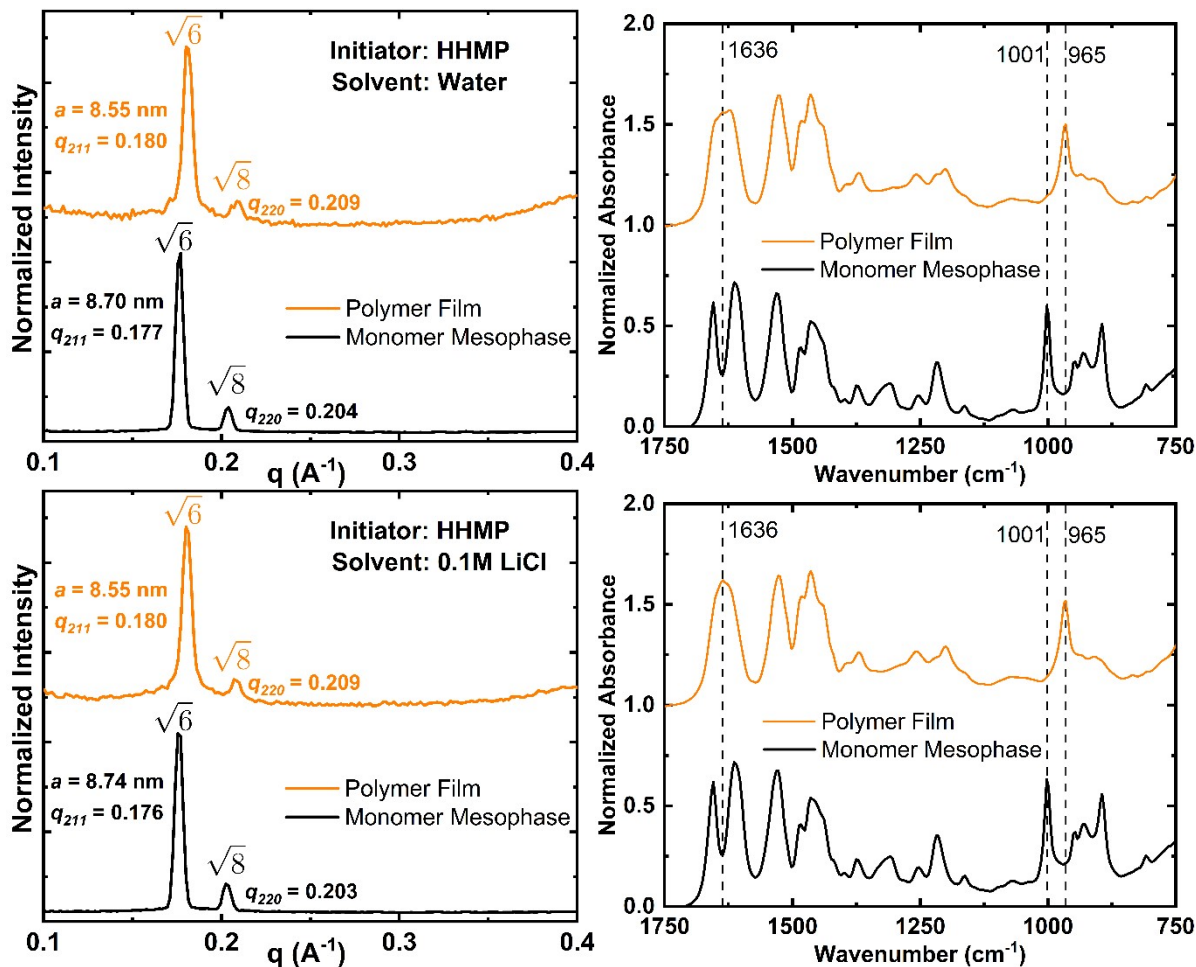 √6
Initiator: HHMP
Solvent: Water
a = 8.55 nm
q211 = 0.180
√8
q220 = 0.209
√6
a = 8.70 nm
q211 = 0.177
Polymer Film
Monomer Mesophase
√8
q220 = 0.204
Normalized Intensity
0.1
0.2
0.3
0.4
q (A-1)
2.0
1.5
1.0
0.5
0.0
1636
1001
965
Polymer Film
Monomer Mesophase
Normalized Absorbance
1750
1500
1250
1000
750
Wavenumber (cm-1)
√6
Initiator: HHMP
Solvent: 0.1M LiCl
a = 8.55 nm
q211 = 0.180
√8
q220 = 0.209
√6
a = 8.74 nm
q211 = 0.176
Polymer Film
Monomer Mesophase
√8
q220 = 0.203
Normalized Intensity
0.1
0.2
0.3
0.4
q (A-1)
2.0
1.5
1.0
0.5
0.0
1636
1001
965
Polymer Film
Monomer Mesophase
Normalized Absorbance
1750
1500
1250
1000
750
Wavenumber (cm-1)